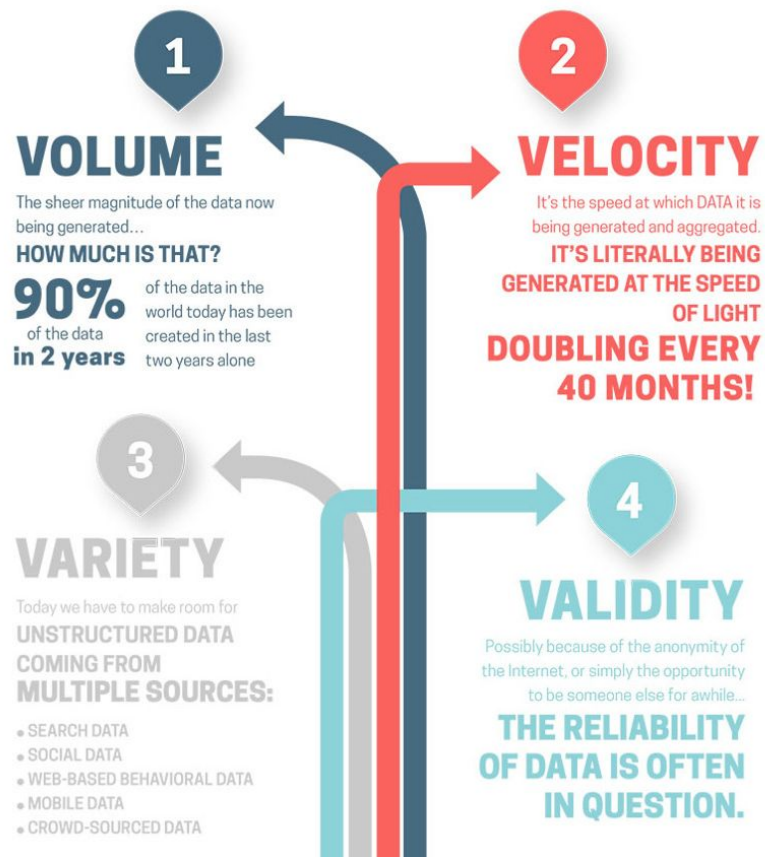 1
VOLUME
The sheer magnitude of the data now
being generated...
HOW MUCH IS THAT?
90%
of the data
in 2 years
of the data in the
world today has been
created in the last
two years alone
2
VELOCITY
It's the speed at which DATA it is
being generated and aggregated.
IT'S LITERALLY BEING
GENERATED AT THE SPEED
OF LIGHT
DOUBLING EVERY
40 MONTHS!
3
VARIETY
Today we have to make room for
UNSTRUCTURED DATA
COMING FROM
MULTIPLE SOURCES:
• SEARCH DATA
• SOCIAL DATA
• WEB-BASED BEHAVIORAL DATA
• MOBILE DATA
• CROWD-SOURCED DATA
4
VALIDITY
Possibly because of the anonymity of
the Internet, or simply the opportunity
to be someone else for awhile...
THE RELIABILITY
OF DATA IS OFTEN
IN QUESTION.